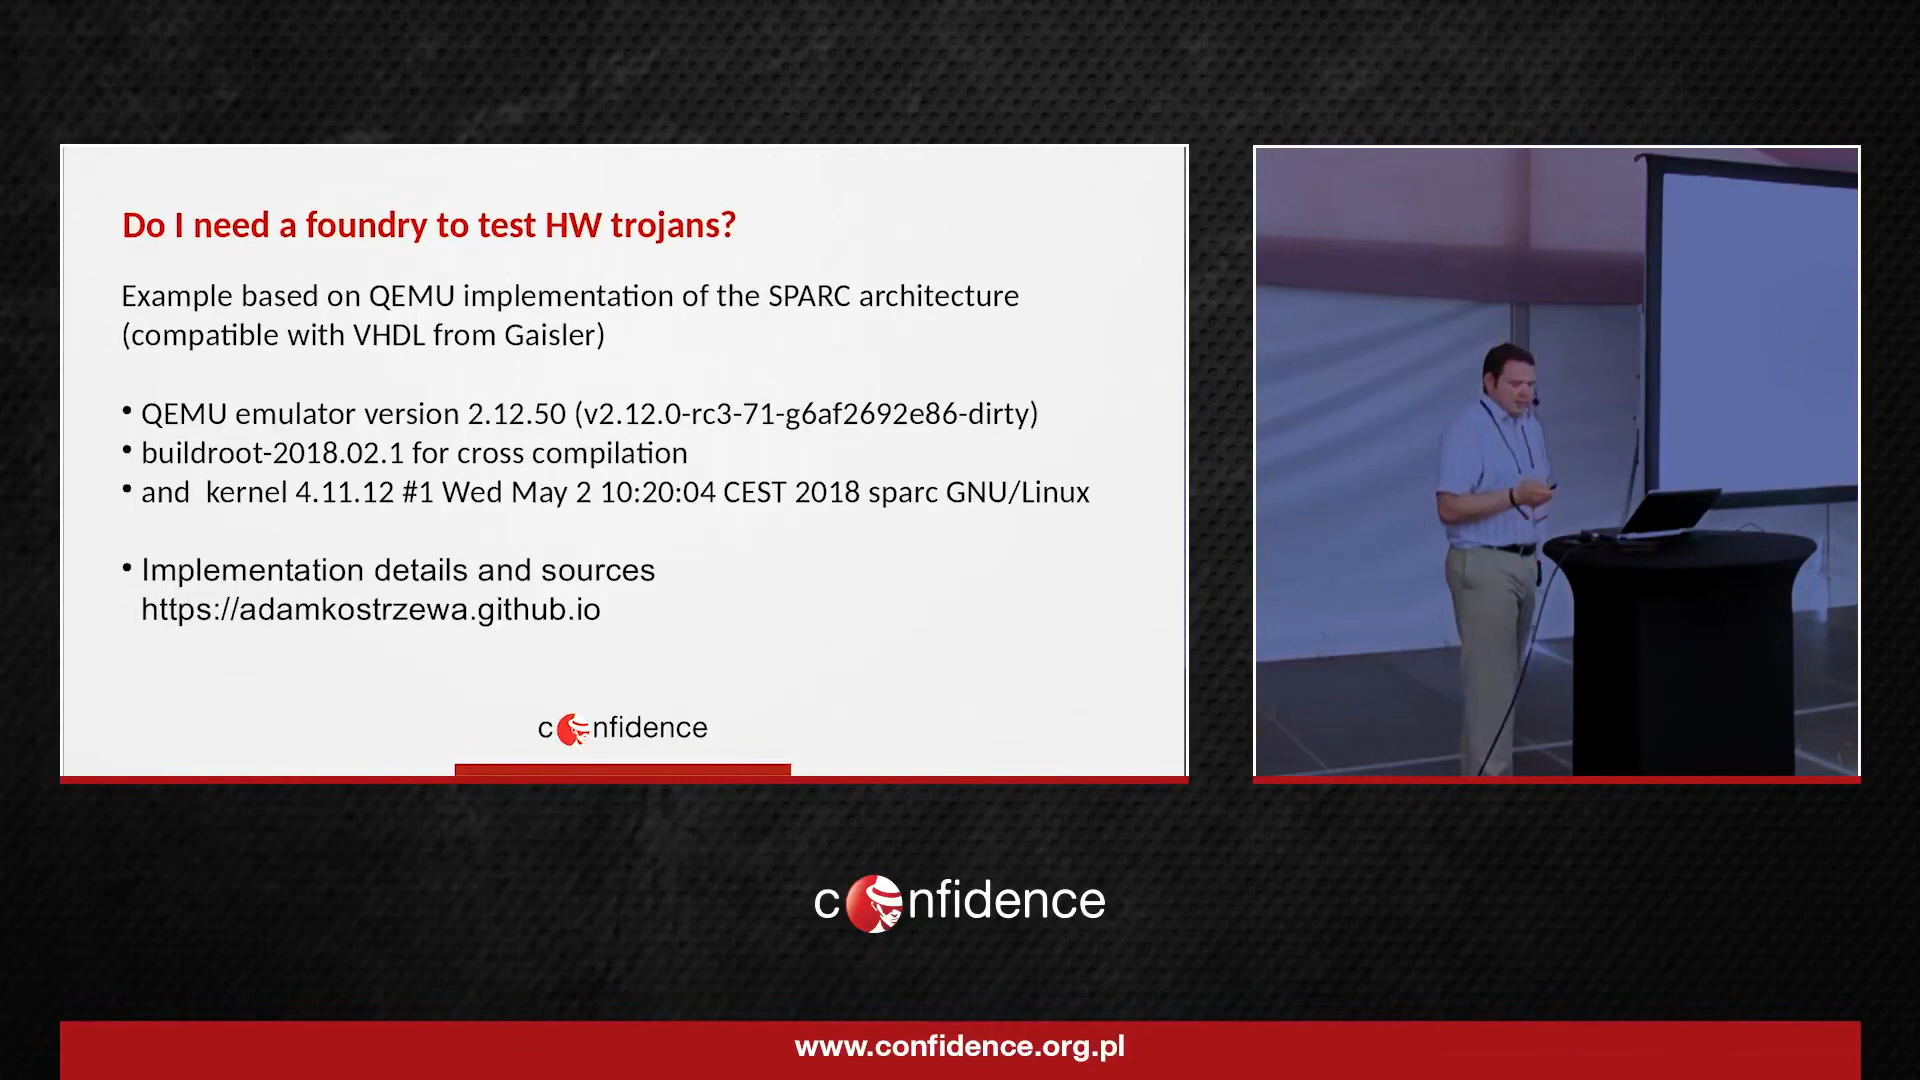 Do I need a foundry to test HW trojans?
Example based on QEMU implementation of the SPARC architecture
(compatible with VHDL from Gaisler)
• QEMU emulator version 2.12.50 (v2.12.0-rc3-71-g6af2692e86-dirty)
• buildroot-2018.02.1 for cross compilation
• and  kernel 4.11.12 #1 Wed May 2 10:20:04 CEST 2018 sparc GNU/Linux
• Implementation details and sources
https://adamkostrzewa.github.io
confidence
confidence
www.confidence.org.pl